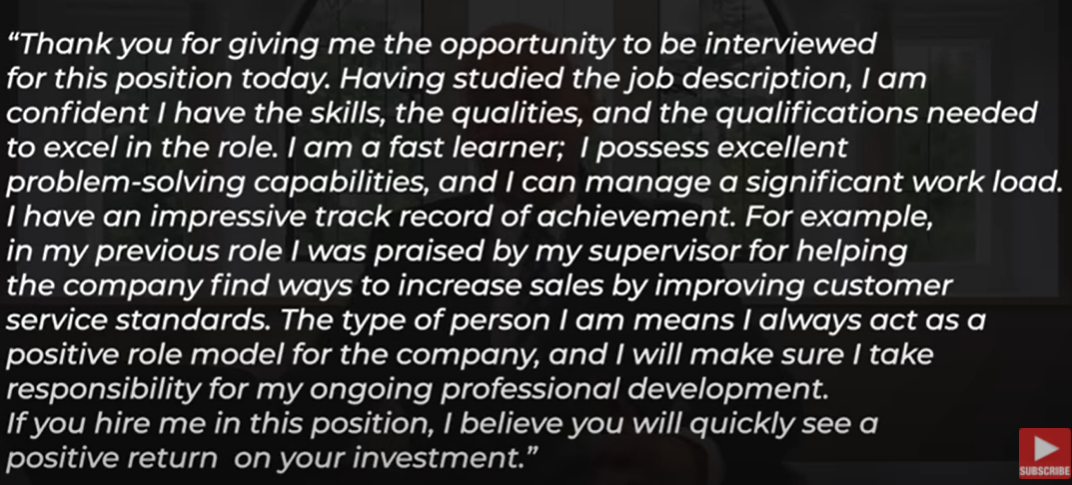 “Thank you for giving me the opportunity to be interviewed
for this position today. Having studied the job description, I am
confident I have the skills, the qualities, and the qualifications needed
to excel in the role. I am a fast learner;  I possess excellent
problem-solving capabilities, and I can manage a significant work load.
I have an impressive track record of achievement. For example,
in my previous role I was praised by my supervisor for helping
the company find ways to increase sales by improving customer
service standards. The type of person I am means I always act as a
positive role model for the company, and I will make sure I take
responsibility for my ongoing professional development.
If you hire me in this position, I believe you will quickly see a
positive return  on your investment.”
SUBSCRIBE